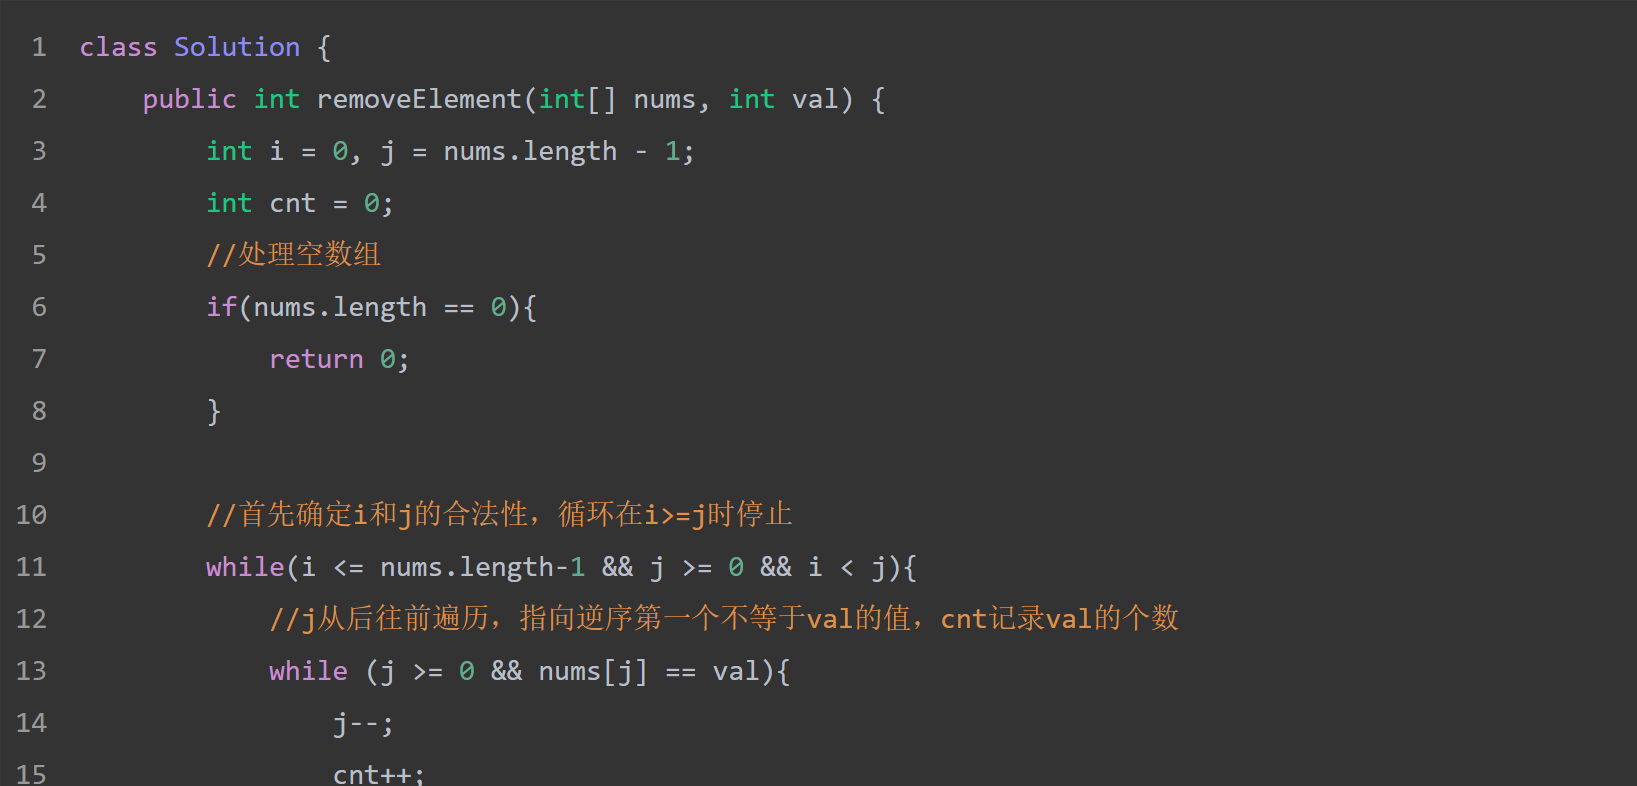 1 class Solution {
2 public int removeElement(int[] nums, int val) {
3 int i = 0, j = nums.length - 1;
4 int cnt = 0;
5 //处理空数组
6 if(nums.length == 0){
7 return 0;
8 }
9
10 //首先确定i和j的合法性，循环在i>=j时停止
11 while(i <= nums.length-1 && j >= 0 && i < j){
12 //j从后往前遍历，指向逆序第一个不等于val的值，cnt记录val的个数
13 while (j >= 0 && nums[j] == val){
14 j--;
15 cnt++;